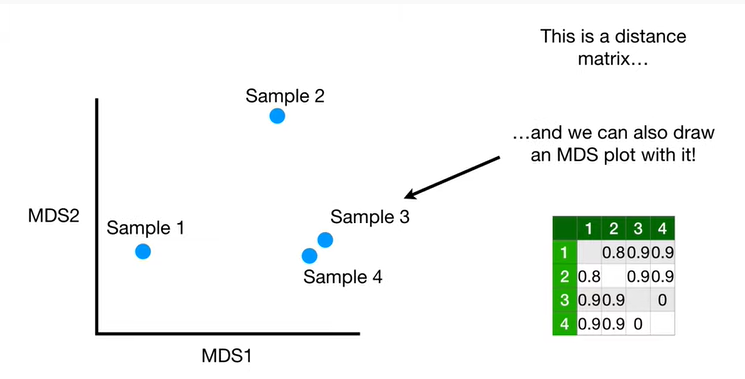 This is a distance
matrix…
…and we can also draw
an MDS plot with it!
Sample 2
MDS2
Sample 1
Sample 3
Sample 4
MDS1
1 2 3 4
1 0.8 0.9 0.9
2 0.8 0.9 0.9
3 0.9 0.9 0
4 0.9 0.9 0